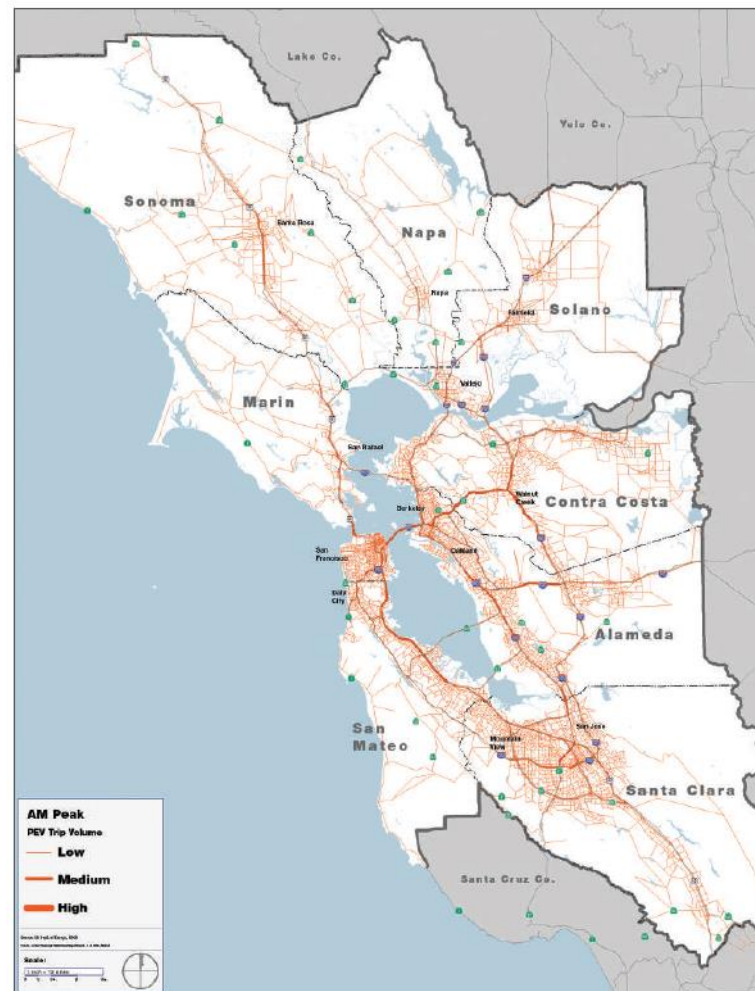 Lake Co.
Yolo Co.
Sonoma
Santa Rosa
Napa
Napa
Fairfield
Solano
Vallejo
Marin
San Rafael
Contra Costa
Walnut
Creek
Berkeley
Oakland
San
Francisco
Daly
City
Alameda
San
Mateo
Mountain
View
San Jose
Santa Clara
Santa Cruz Co.
AM Peak
PEV Trip Volume
Low
Medium
High
Scale: